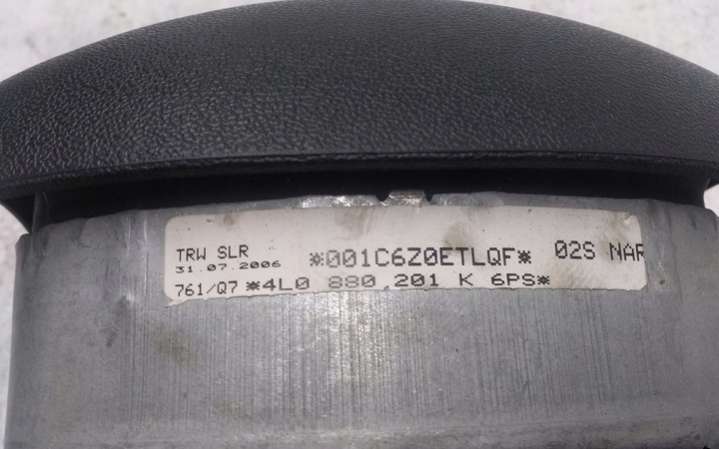 TRW SLR *001C6Z0ETLQF* 02S NAR
31.07.2006
761/Q7 *4L0 880 201 K 6PS*